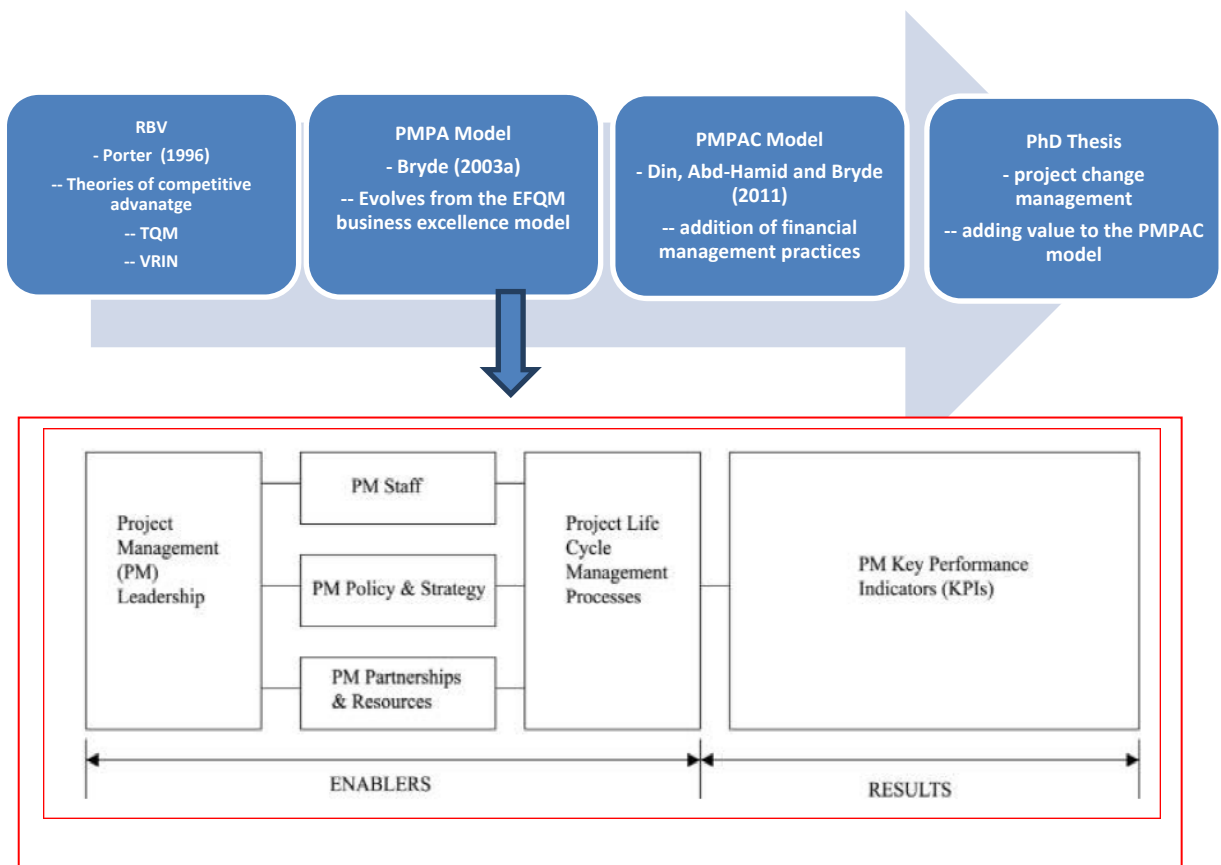 RBV
- Porter (1996)
-- Theories of competitive
advanatge
-- TQM
-- VRIN
PMPA Model
- Bryde (2003a)
-- Evolves from the EFQM
business excellence model
PMPAC Model
- Din, Abd-Hamid and Bryde
(2011)
-- addition of financial
management practices
PhD Thesis
- project change
management
-- adding value to the PMPAC
model
Project
Management
(PM)
Leadership
PM Staff
PM Policy & Strategy
PM Partnerships
& Resources
Project Life
Cycle
Management
Processes
PM Key Performance
Indicators (KPIs)
ENABLERS
RESULTS